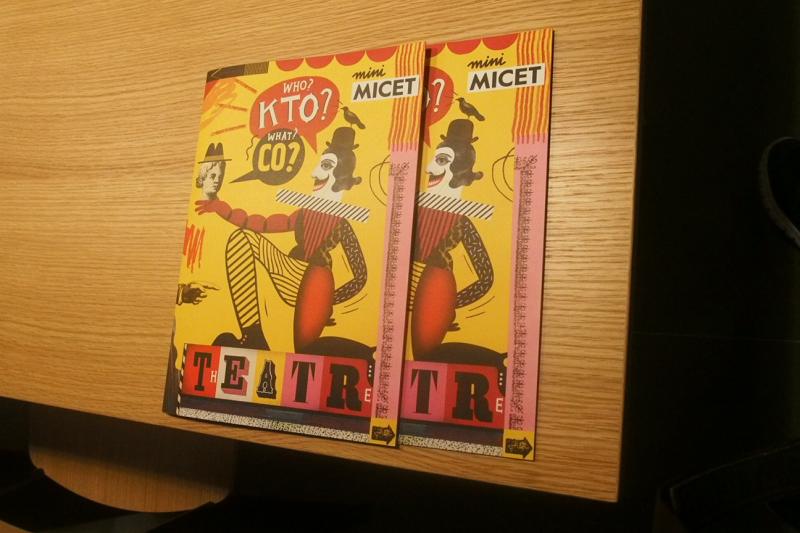 mini
MICET
WHO?
KTO?
WHAT?
CO?
THEATRE
mini
MICET
O?
TRE